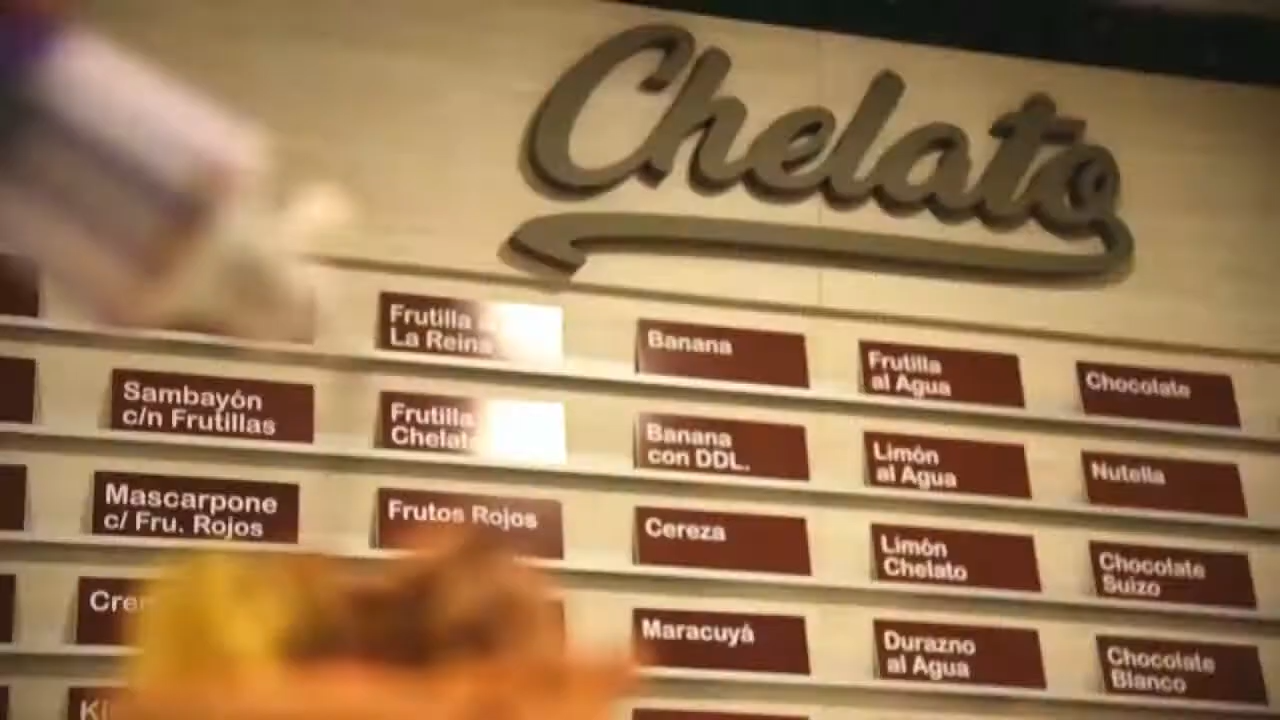 Chelato
Frutilla
La Reina
Banana
Frutilla
al Agua
Chocolate
Sambayón
c/n Frutillas
Frutilla
Chelato
Banana
con DDL.
Limón
al Agua
Nutella
Mascarpone
c/ Fru. Rojos
Frutos Rojos
Cereza
Limón
Chelato
Chocolate
Suizo
Maracuyá
Durazno
al Agua
Chocolate
Blanco